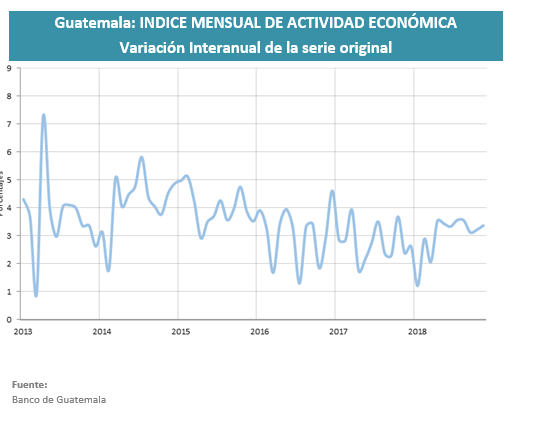 Guatemala: INDICE MENSUAL DE ACTIVIDAD ECONÓMICA
Variación Interanual de la serie original
9
8
7
6
5
4
3
2
1
0
Porcentajes
2013 2014 2015 2016 2017 2018
Fuente:
Banco de Guatemala